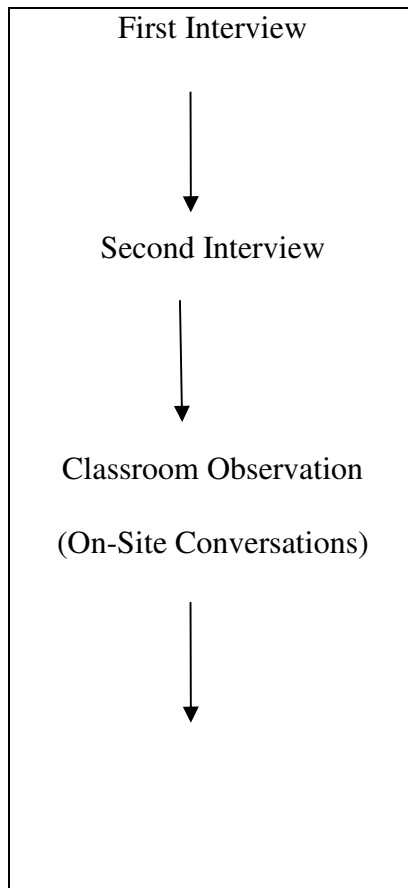 First Interview
Second Interview
Classroom Observation
(On-Site Conversations)